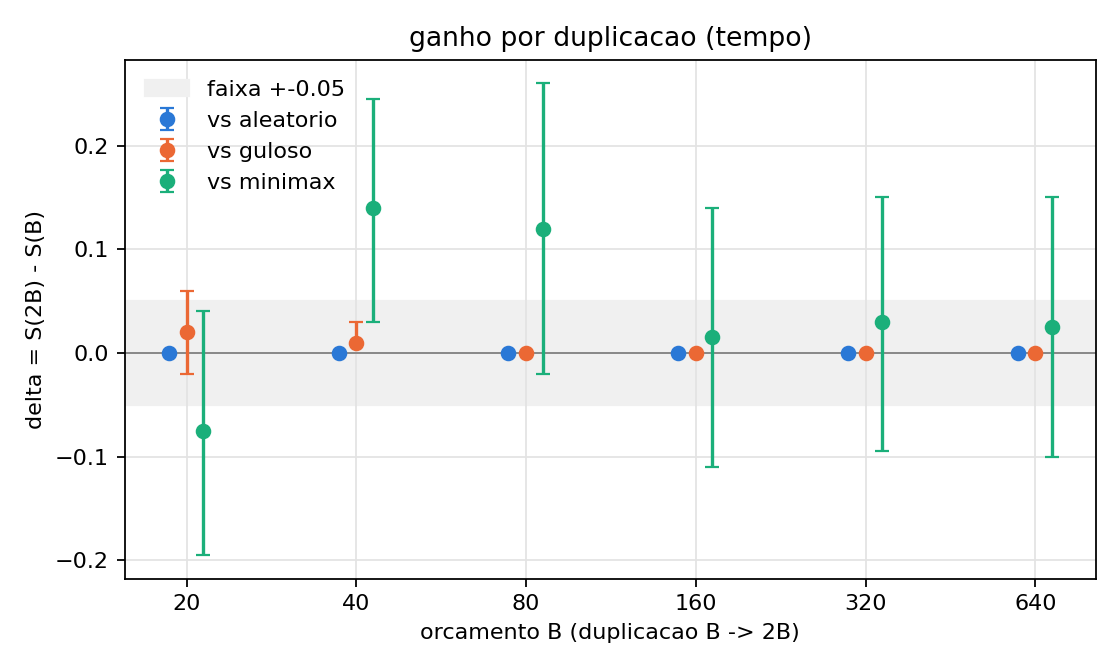 ganho por duplicacao (tempo)
faixa +-0.05
vs aleatorio
vs guloso
vs minimax
delta = S(2B) - S(B)
0.2
0.1
0.0
−0.1
−0.2
20 40 80 160 320 640
orcamento B (duplicacao B -> 2B)